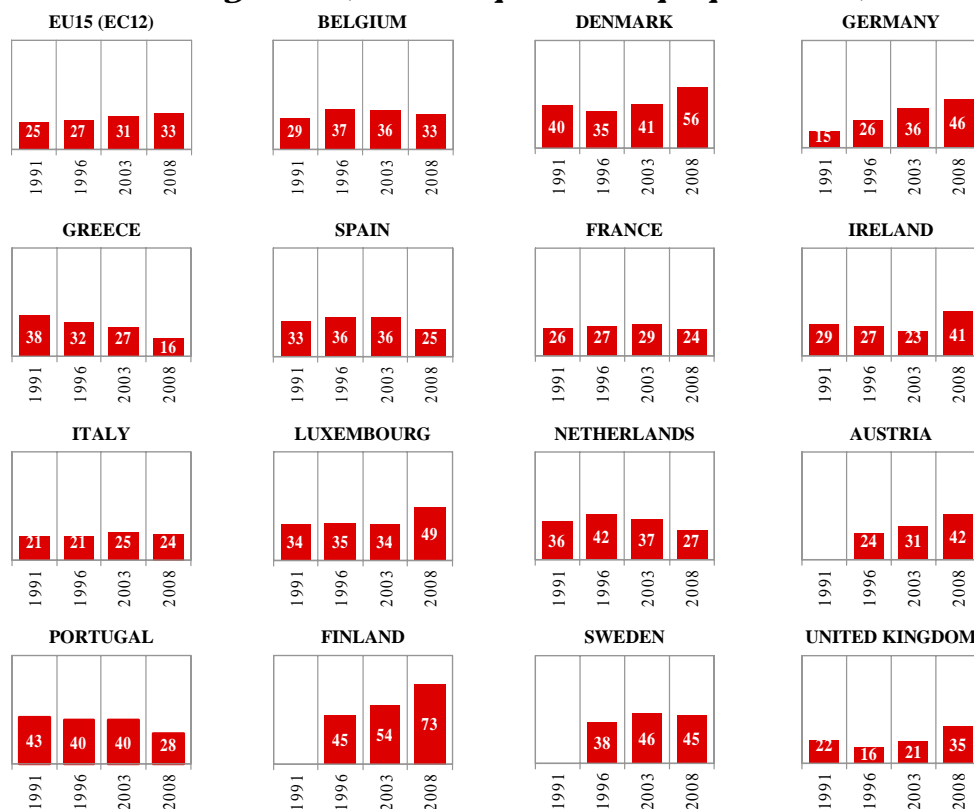 EU15 (EC12) BELGIUM DENMARK GERMANY
25 27 31 33 29 37 36 33 40 35 41 56 15 26 36 46
1991 1996 2003 2008 1991 1996 2003 2008 1991 1996 2003 2008 1991 1996 2003 2008
GREECE SPAIN FRANCE IRELAND
38 32 27 16 33 36 36 25 26 27 29 24 29 27 23 41
1991 1996 2003 2008 1991 1996 2003 2008 1991 1996 2003 2008 1991 1996 2003 2008
ITALY LUXEMBOURG NETHERLANDS AUSTRIA
21 21 25 24 34 35 34 49 36 42 37 27 24 31 42
1991 1996 2003 2008 1991 1996 2003 2008 1991 1996 2003 2008 1991 1996 2003 2008
PORTUGAL FINLAND SWEDEN UNITED KINGDOM
43 40 40 28 45 54 73 38 46 45 22 16 21 35
1991 1996 2003 2008 1991 1996 2003 2008 1991 1996 2003 2008 1991 1996 2003 2008